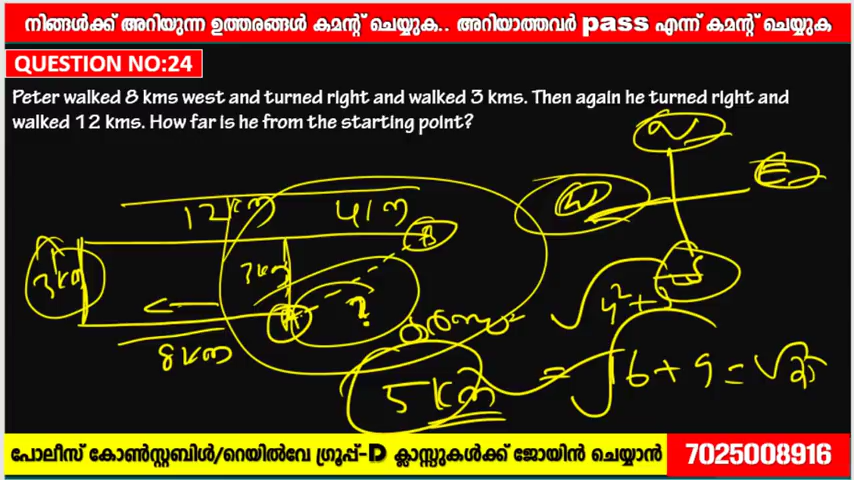 നിങ്ങൾക്ക് അറിയുന്ന ഉത്തരങ്ങൾ കമന്റ് ചെയ്യുക.. അറിയാത്തവർ pass എന്ന് കമന്റ് ചെയ്യുക
QUESTION NO:24
Peter walked 8 kms west and turned right and walked 3 kms. Then again he turned right and
walked 12 kms. How far is he from the starting point?
N
E
W
12km 4km
B
3km 3km
?
A
8km
5km = √16+9 = √25
പോലീസ് കോൺസ്റ്റബിൾ/റെയിൽവേ ഗ്രൂപ്പ്-D ക്ലാസ്സുകൾക്ക് ജോയിൻ ചെയ്യാൻ 7025008916